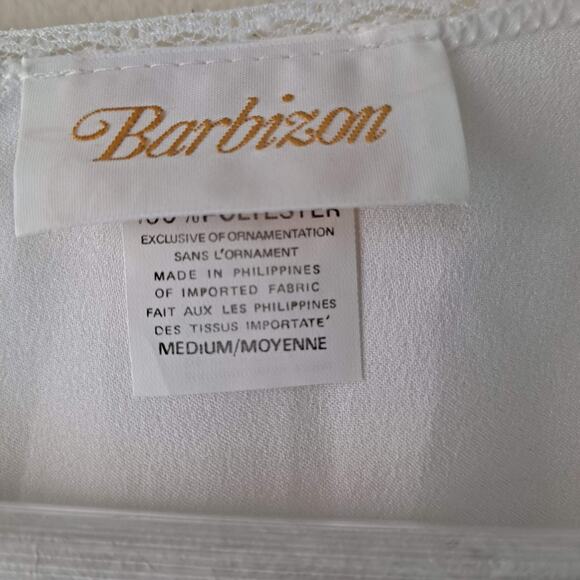 Barbizon
100% POLYESTER
EXCLUSIVE OF ORNAMENTATION
SANS L'ORNAMENT
MADE IN PHILIPPINES
OF IMPORTED FABRIC
FAIT AUX LES PHILIPPINES
DES TISSUS IMPORTATE'
MEDIUM/MOYENNE